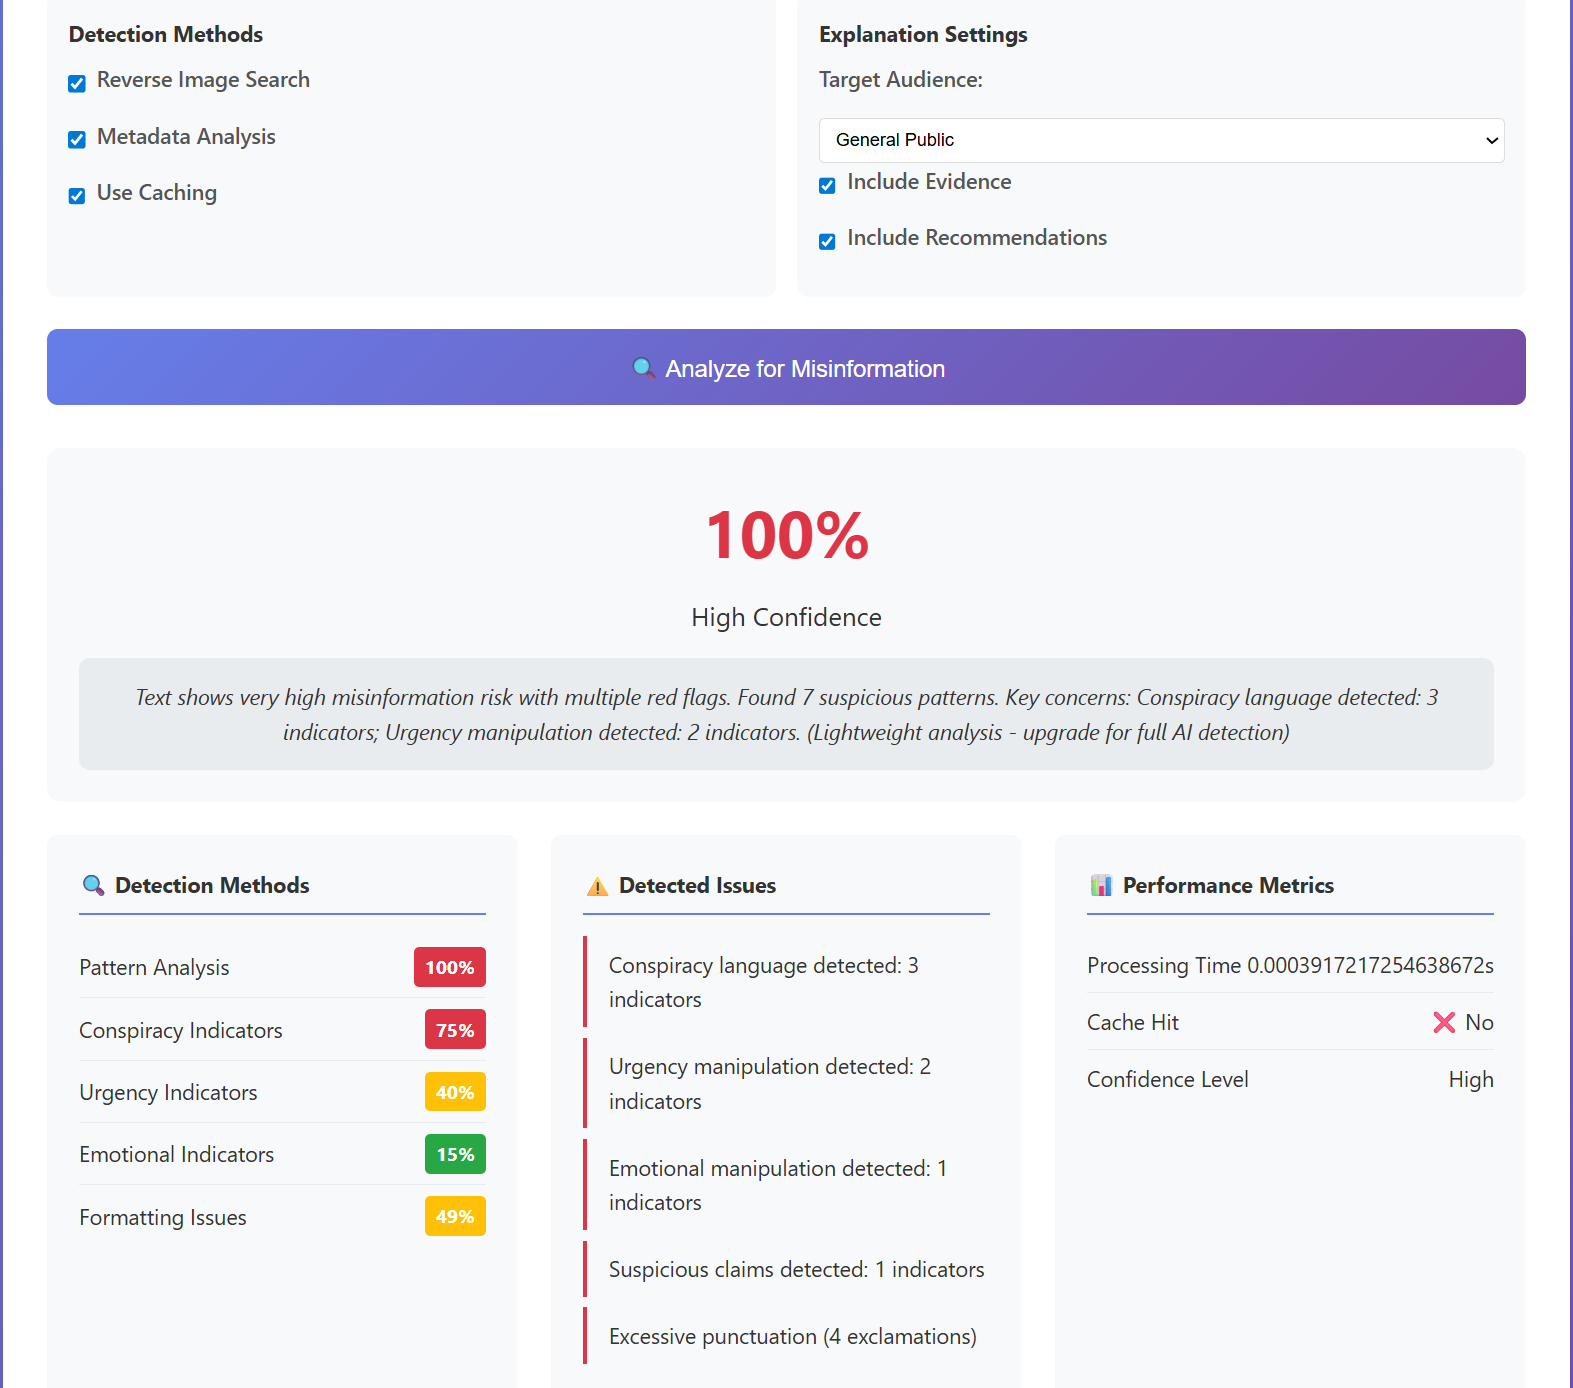 Detection Methods
Reverse Image Search
Metadata Analysis
Use Caching
Explanation Settings
Target Audience:
General Public
Include Evidence
Include Recommendations
🔍 Analyze for Misinformation
100%
High Confidence
Text shows very high misinformation risk with multiple red flags. Found 7 suspicious patterns. Key concerns: Conspiracy language detected: 3
indicators; Urgency manipulation detected: 2 indicators. (Lightweight analysis - upgrade for full AI detection)
🔍 Detection Methods
Pattern Analysis 100%
Conspiracy Indicators 75%
Urgency Indicators 40%
Emotional Indicators 15%
Formatting Issues 49%
⚠️ Detected Issues
Conspiracy language detected: 3
indicators
Urgency manipulation detected: 2
indicators
Emotional manipulation detected: 1
indicators
Suspicious claims detected: 1 indicators
Excessive punctuation (4 exclamations)
📊 Performance Metrics
Processing Time 0.0003917217254638672s
Cache Hit ❌ No
Confidence Level High